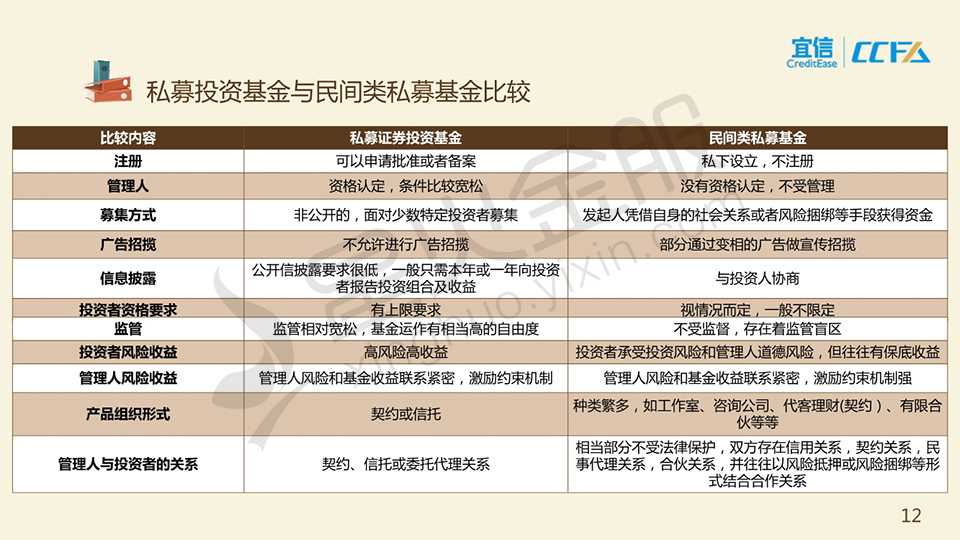 宜信
CreditEase
CCFA
私募投资基金与民间类私募基金比较
比较内容 私募证券投资基金 民间类私募基金
注册 可以申请批准或者备案 私下设立，不注册
管理人 资格认定，条件比较宽松 没有资格认定，不受管理
募集方式 非公开的，面对少数特定投资者募集 发起人凭借自身的社会关系或者风险捆绑等手段获得资金
广告招揽 不允许进行广告招揽 部分通过变相的广告做宣传招揽
信息披露 公开信披露要求很低，一般只需本年或一年向投资
者报告投资组合及收益 与投资人协商
投资者资格要求 有上限要求 视情况而定，一般不限定
监管 监管相对宽松，基金运作有相当高的自由度 不受监督，存在着监管盲区
投资者风险收益 高风险高收益 投资者承受投资风险和管理人道德风险，但往往有保底收益
管理人风险收益 管理人风险和基金收益联系紧密，激励约束机制 管理人风险和基金收益联系紧密，激励约束机制强
产品组织形式 契约或信托 种类繁多，如工作室、咨询公司、代客理财(契约）、有限合
伙等等
管理人与投资者的关系 契约、信托或委托代理关系 相当部分不受法律保护，双方存在信用关系，契约关系，民
事代理关系，合伙关系，并往往以风险抵押或风险捆绑等形
式结合合作关系
12